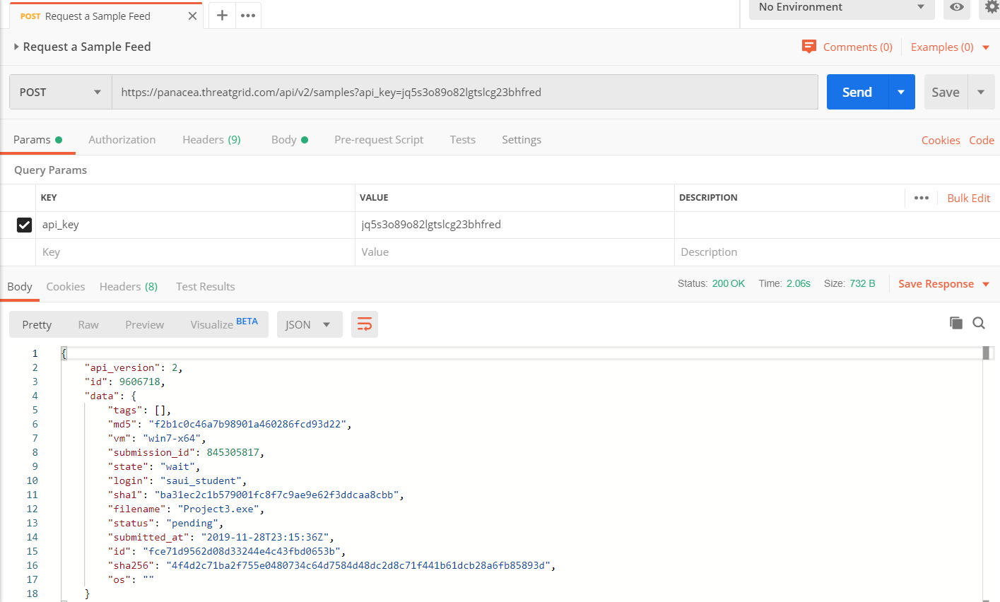 POST Request a Sample Feed
No Environment
Request a Sample Feed
Comments (0) Examples (0)
POST https://panacea.threatgrid.com/api/v2/samples?api_key=jq5s3o89o82lgtslcg23bhfred Send Save
Params Authorization Headers (9) Body Pre-request Script Tests Settings Cookies Code
Query Params
KEY VALUE DESCRIPTION Bulk Edit
api_key jq5s3o89o82lgtslcg23bhfred
Key Value Description
Body Cookies Headers (8) Test Results Status: 200 OK Time: 2.06s Size: 732 B Save Response
Pretty Raw Preview Visualize BETA JSON
1 {
2 "api_version": 2,
3 "id": 9606718,
4 "data": {
5 "tags": [],
6 "md5": "f2b1c0c46a7b98901a460286fcd93d22",
7 "vm": "win7-x64",
8 "submission_id": 845305817,
9 "state": "wait",
10 "login": "saui_student",
11 "sha1": "ba31ec2c1b579001fc8f7c9ae9e62f3ddcaa8cbb",
12 "filename": "Project3.exe",
13 "status": "pending",
14 "submitted_at": "2019-11-28T23:15:36Z",
15 "id": "fce71d9562d08d33244e4c43fbd0653b",
16 "sha256": "4f4d2c71ba2f755e0480734c64d7584d48dc2d8c71f441b61dcb28a6fb85893d",
17 "os": ""
18 }